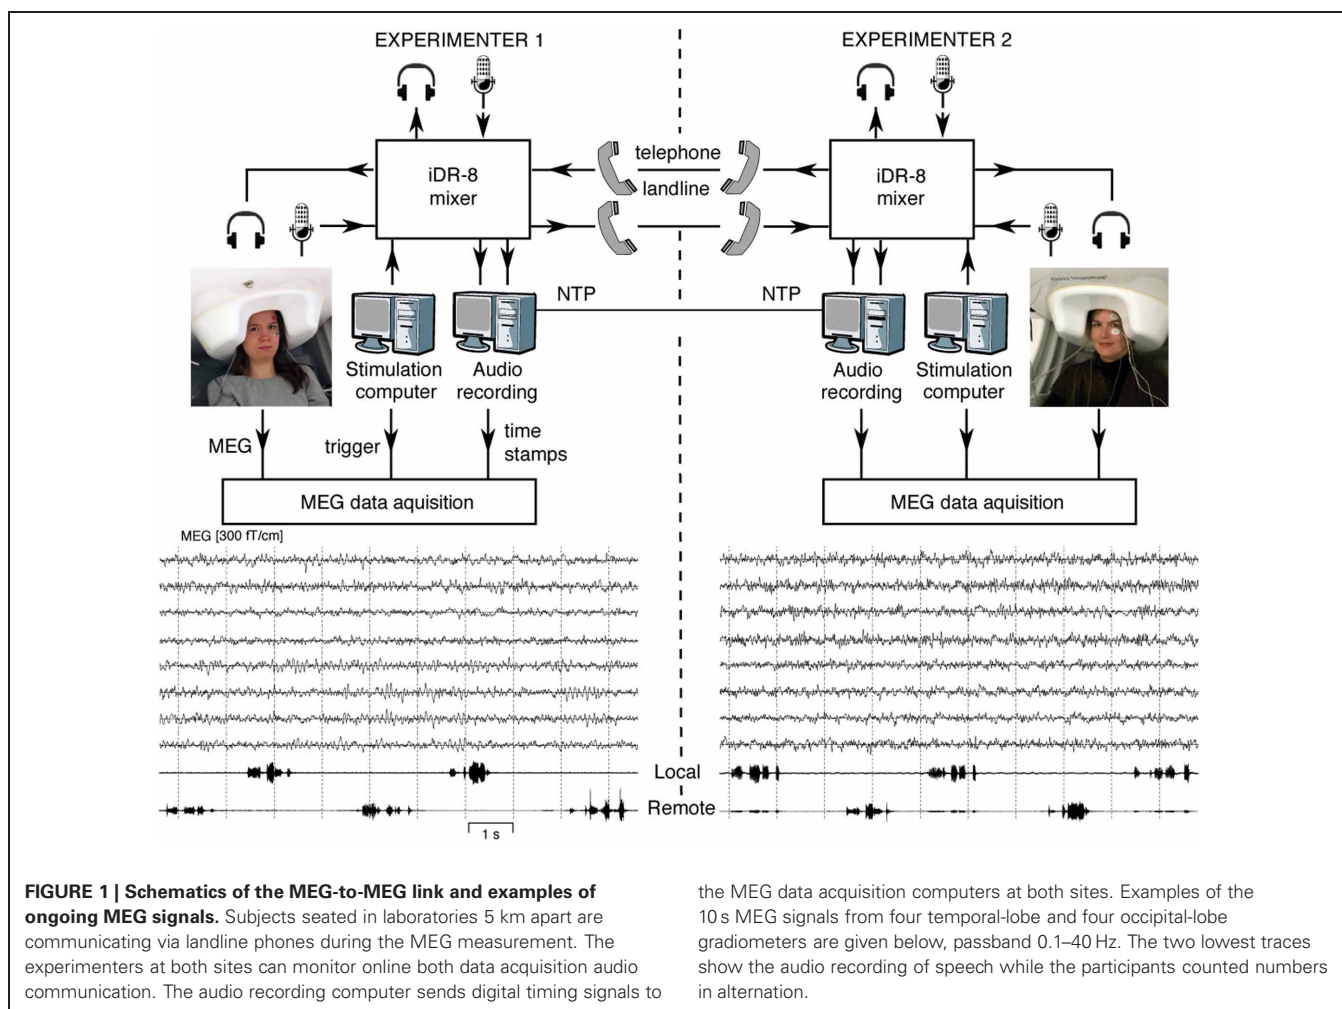 EXPERIMENTER 1
EXPERIMENTER 2
telephone
landline
iDR-8
mixer
iDR-8
mixer
NTP
NTP
Stimulation
computer
Audio
recording
Audio
recording
Stimulation
computer
MEG
trigger
time
stamps
MEG data aquisition
MEG data aquisition
MEG [300 fT/cm]
Local
Remote
1 s
FIGURE 1 | Schematics of the MEG-to-MEG link and examples of
ongoing MEG signals. Subjects seated in laboratories 5 km apart are
communicating via landline phones during the MEG measurement. The
experimenters at both sites can monitor online both data acquisition audio
communication. The audio recording computer sends digital timing signals to
the MEG data acquisition computers at both sites. Examples of the
10 s MEG signals from four temporal-lobe and four occipital-lobe
gradiometers are given below, passband 0.1–40 Hz. The two lowest traces
show the audio recording of speech while the participants counted numbers
in alternation.